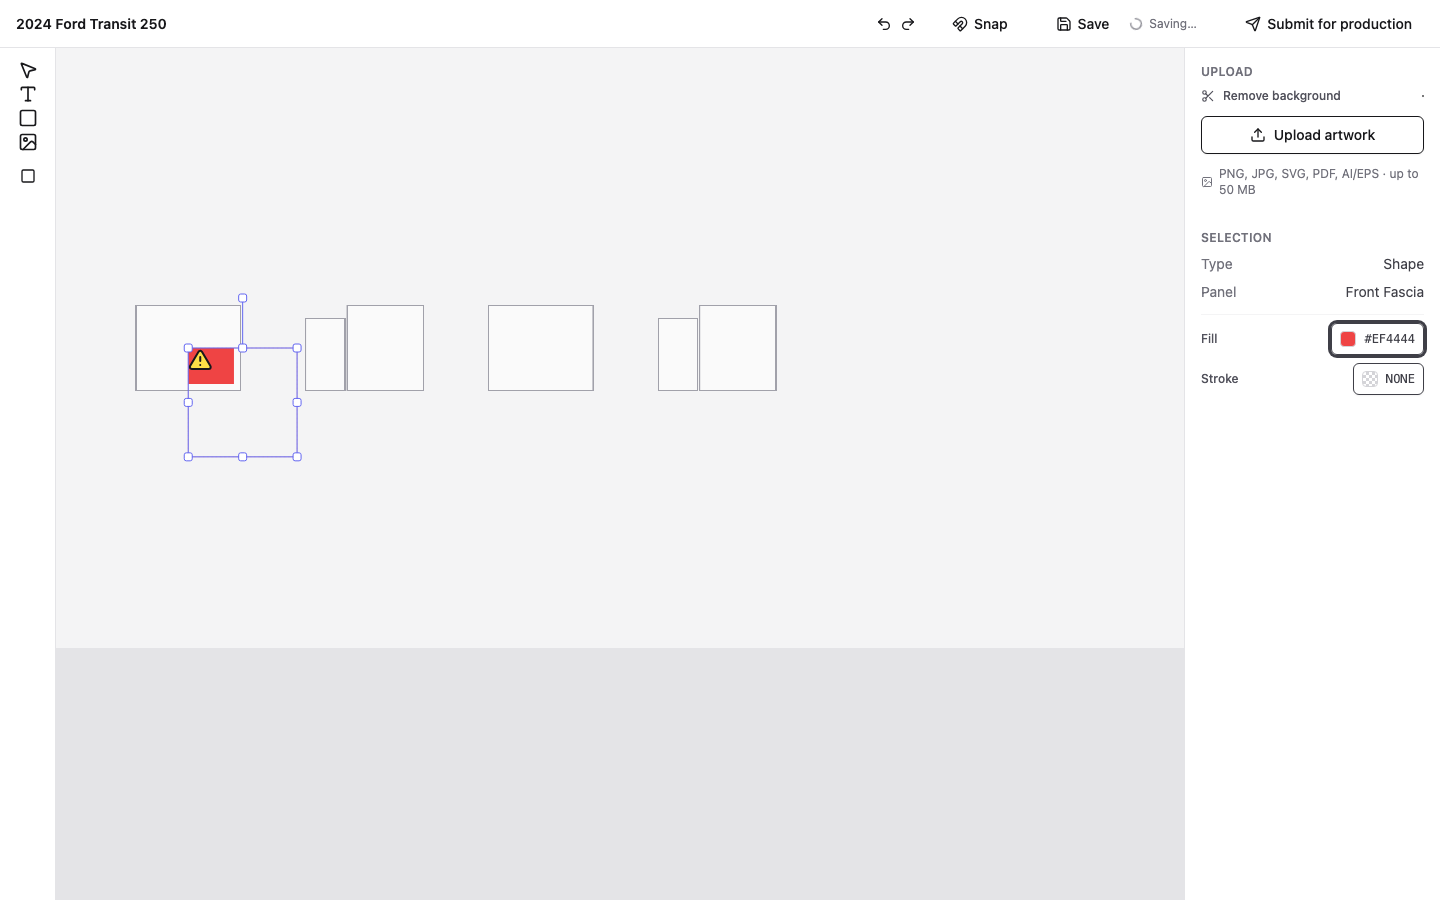 2024 Ford Transit 250
Snap
Save
Saving...
Submit for production
UPLOAD
Remove background
Upload artwork
PNG, JPG, SVG, PDF, AI/EPS · up to
50 MB
SELECTION
Type
Shape
Panel
Front Fascia
Fill
#EF4444
Stroke
NONE